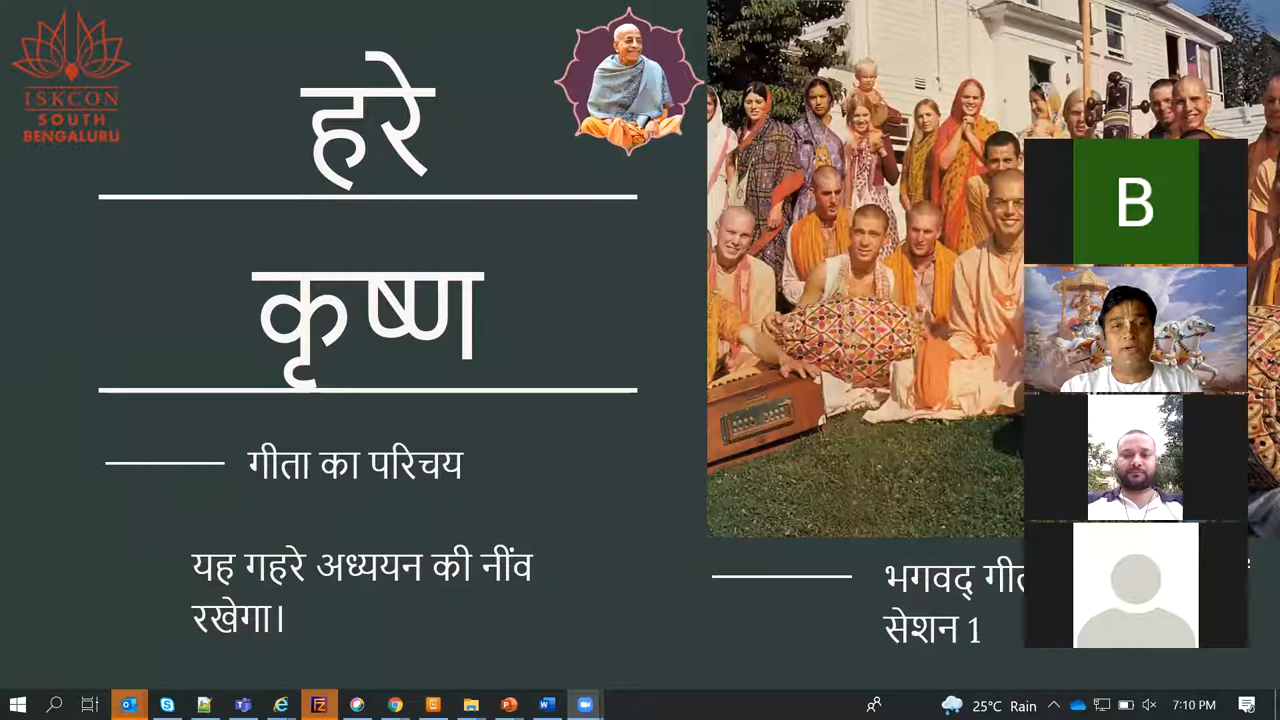 ISKCON
SOUTH
BENGALURU
हरे
कृष्ण
गीता का परिचय
यह गहरे अध्ययन की नींव
रखेगा।
भगवद्
सेशन 1
B
25°C Rain
7:10 PM